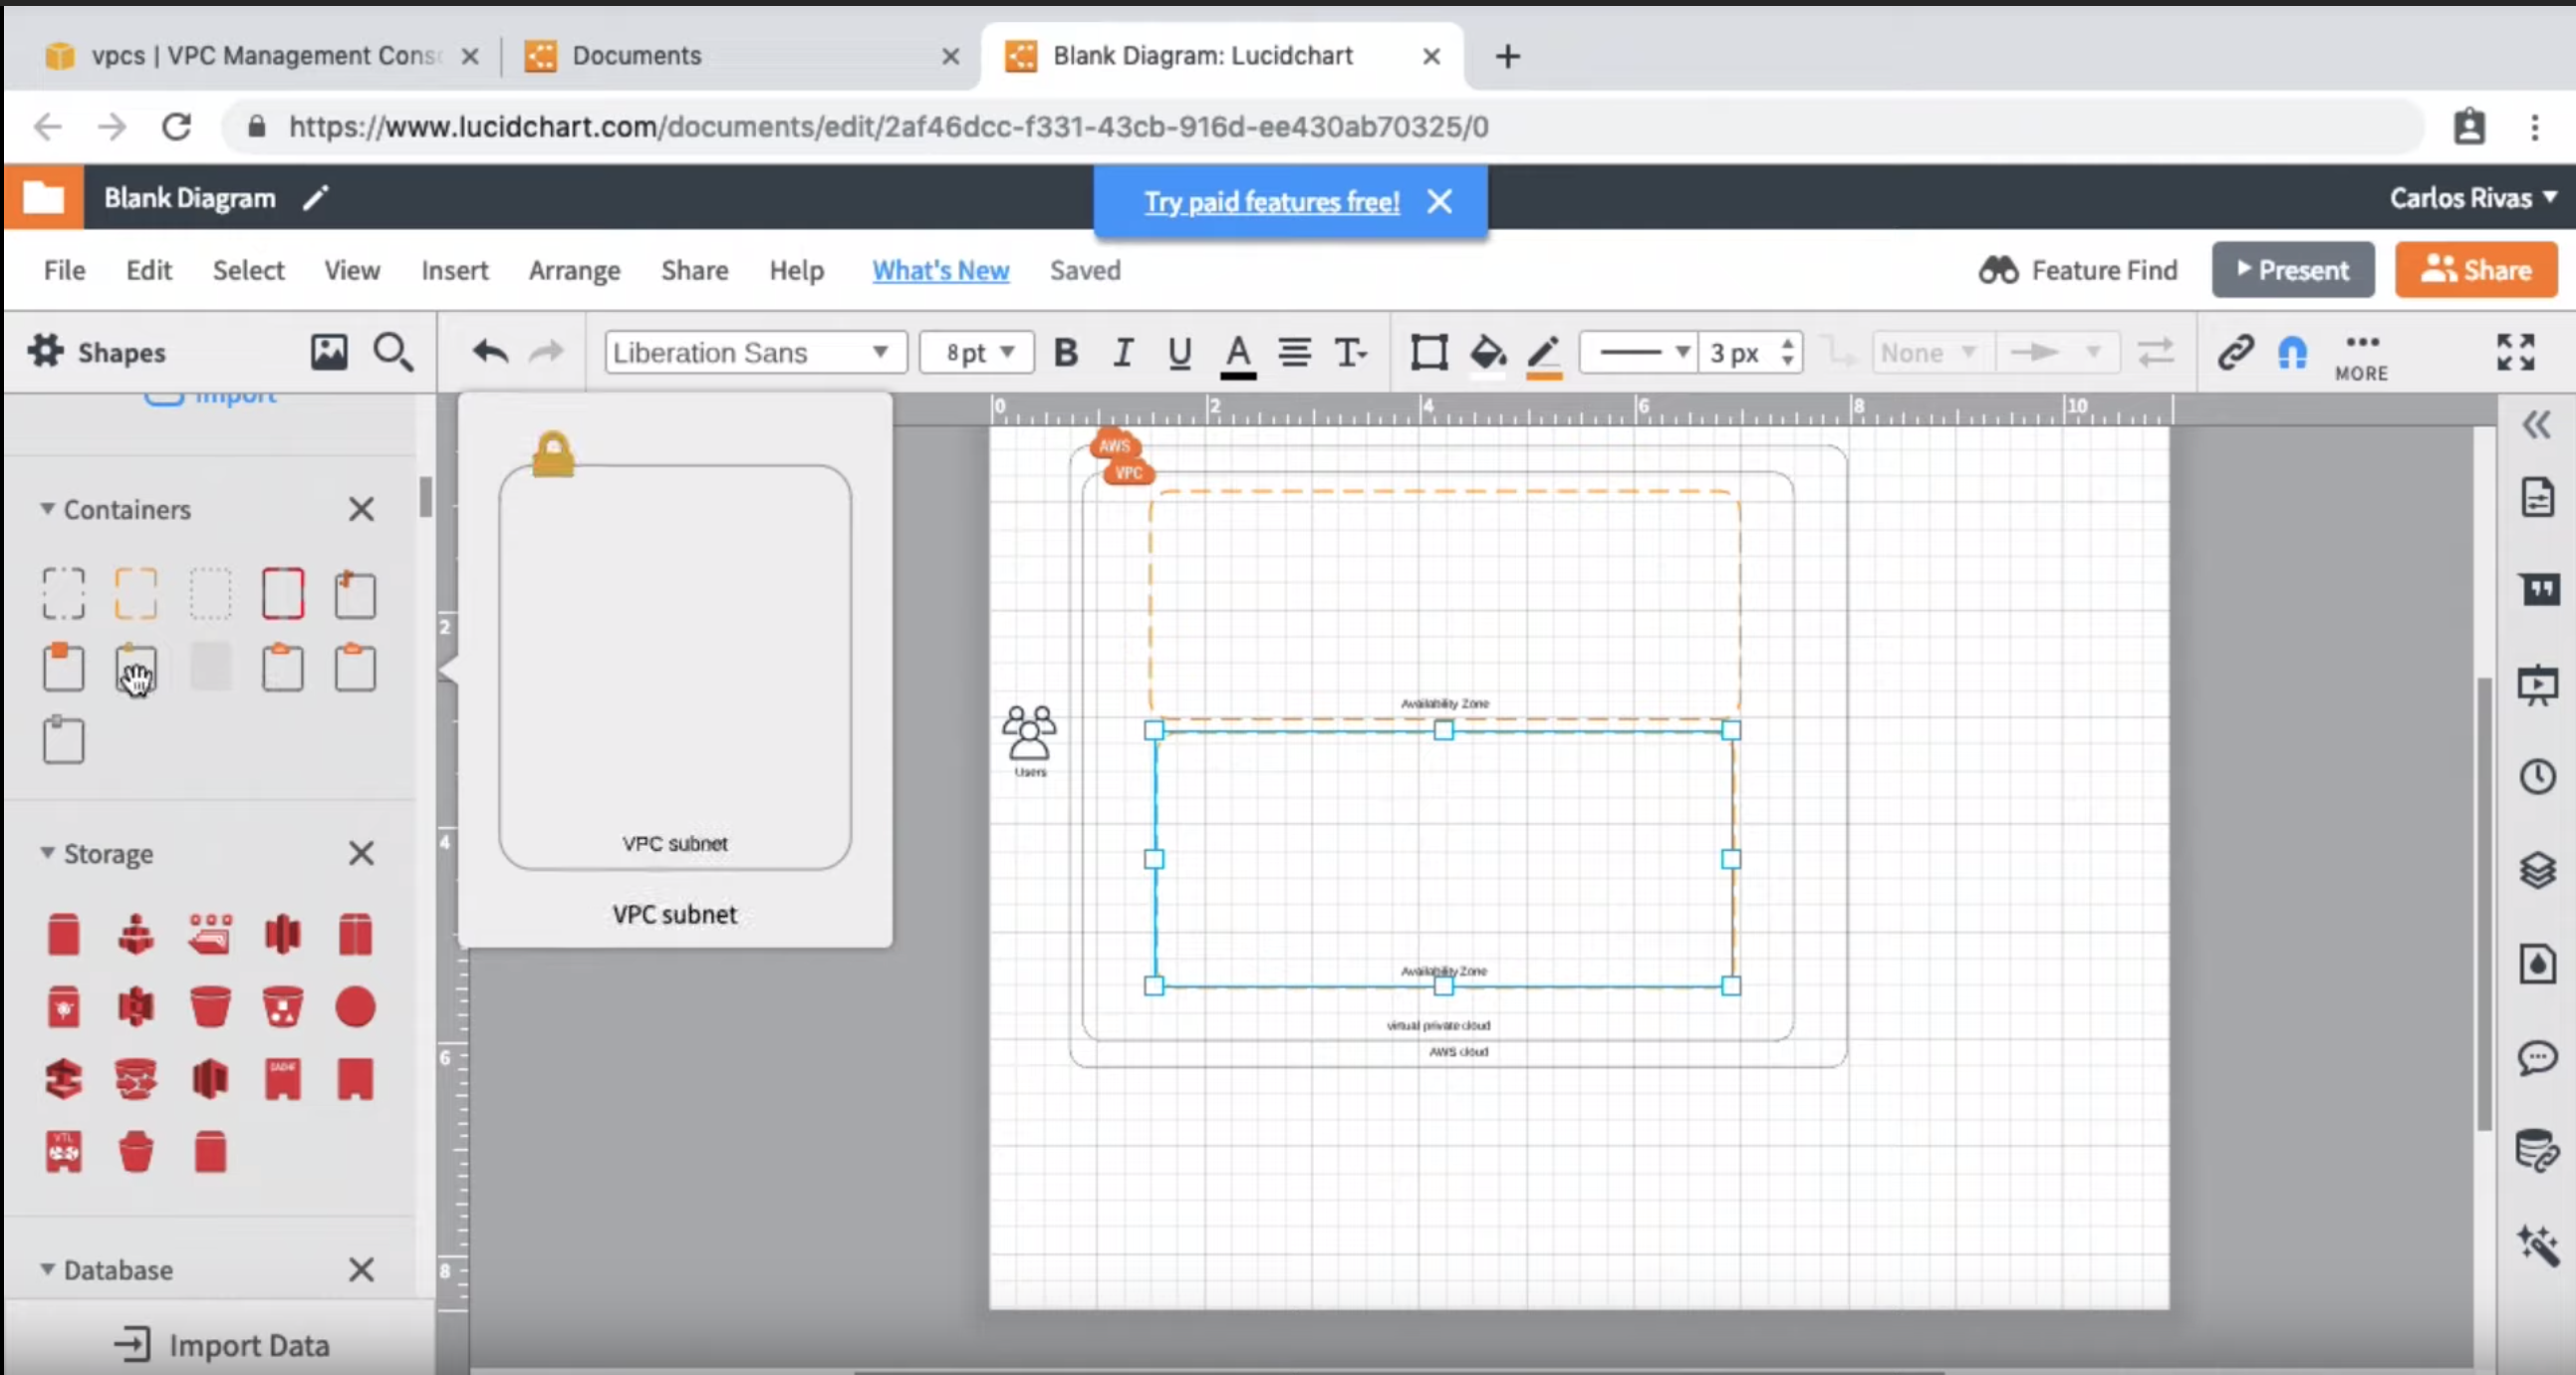 vpcs | VPC Management Cons
Documents
Blank Diagram: Lucidchart
https://www.lucidchart.com/documents/edit/2af46dcc-f331-43cb-916d-ee430ab70325/0
Blank Diagram
Try paid features free!
Carlos Rivas
File Edit Select View Insert Arrange Share Help What's New Saved
Feature Find Present Share
Shapes
Liberation Sans 8pt B I U A T 3 px None MORE
Import
0 2 4 6 8 10
AWS
VPC
Containers
2
VPC subnet
VPC subnet
Availability Zone
Users
4
Storage
Availability Zone
virtual private cloud
AWS cloud
6
CACHE
VTL
8
Database
Import Data